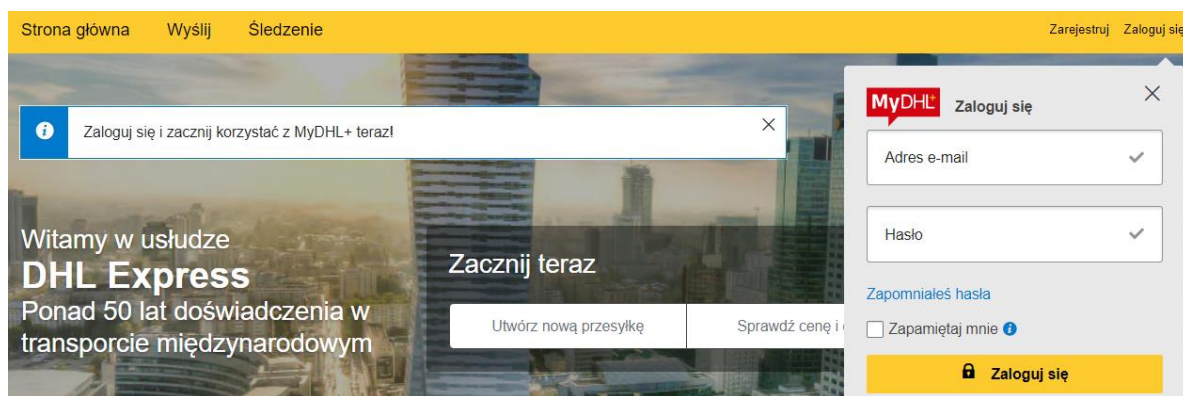 Strona główna Wyślij Śledzenie Zarejestruj Zaloguj się
MyDHL+ Zaloguj się
Zaloguj się i zacznij korzystać z MyDHL+ teraz!
Adres e-mail
Hasło
Witamy w usłudze
DHL Express
Ponad 50 lat doświadczenia w
transporcie międzynarodowym
Zacznij teraz
Utwórz nową przesyłkę Sprawdź cenę i
Zapomniałeś hasła
Zapamiętaj mnie
Zaloguj się